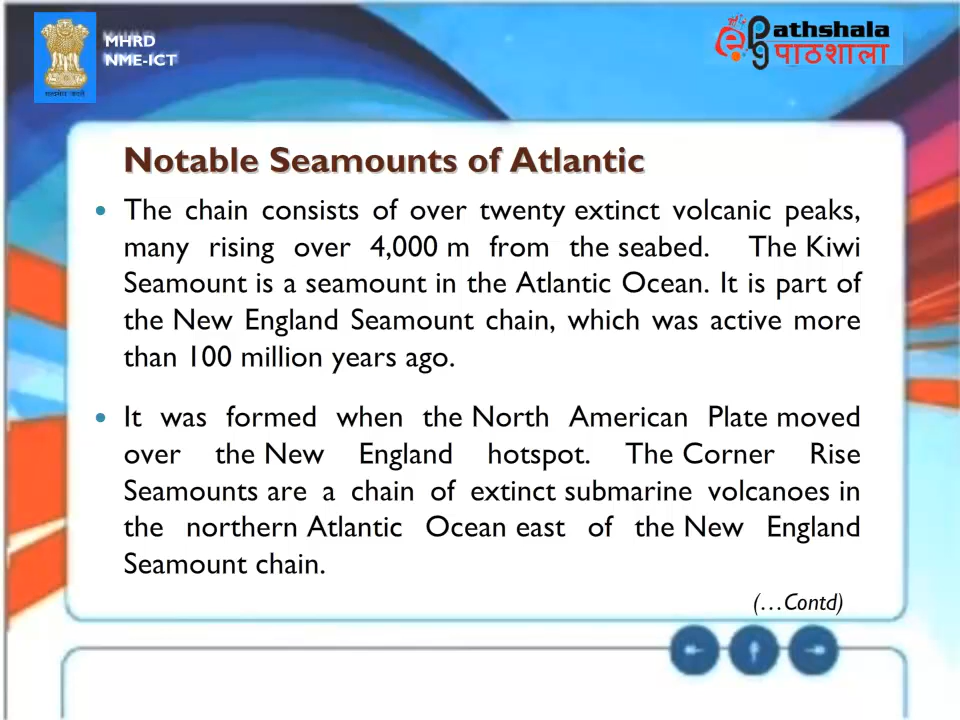 MHRD
NME-ICT
सत्यमेव जयते
ePathshala
पाठशाला
Notable Seamounts of Atlantic
• The chain consists of over twenty extinct volcanic peaks,
many rising over 4,000 m from the seabed. The Kiwi
Seamount is a seamount in the Atlantic Ocean. It is part of
the New England Seamount chain, which was active more
than 100 million years ago.
• It was formed when the North American Plate moved
over the New England hotspot. The Corner Rise
Seamounts are a chain of extinct submarine volcanoes in
the northern Atlantic Ocean east of the New England
Seamount chain.
(…Contd)